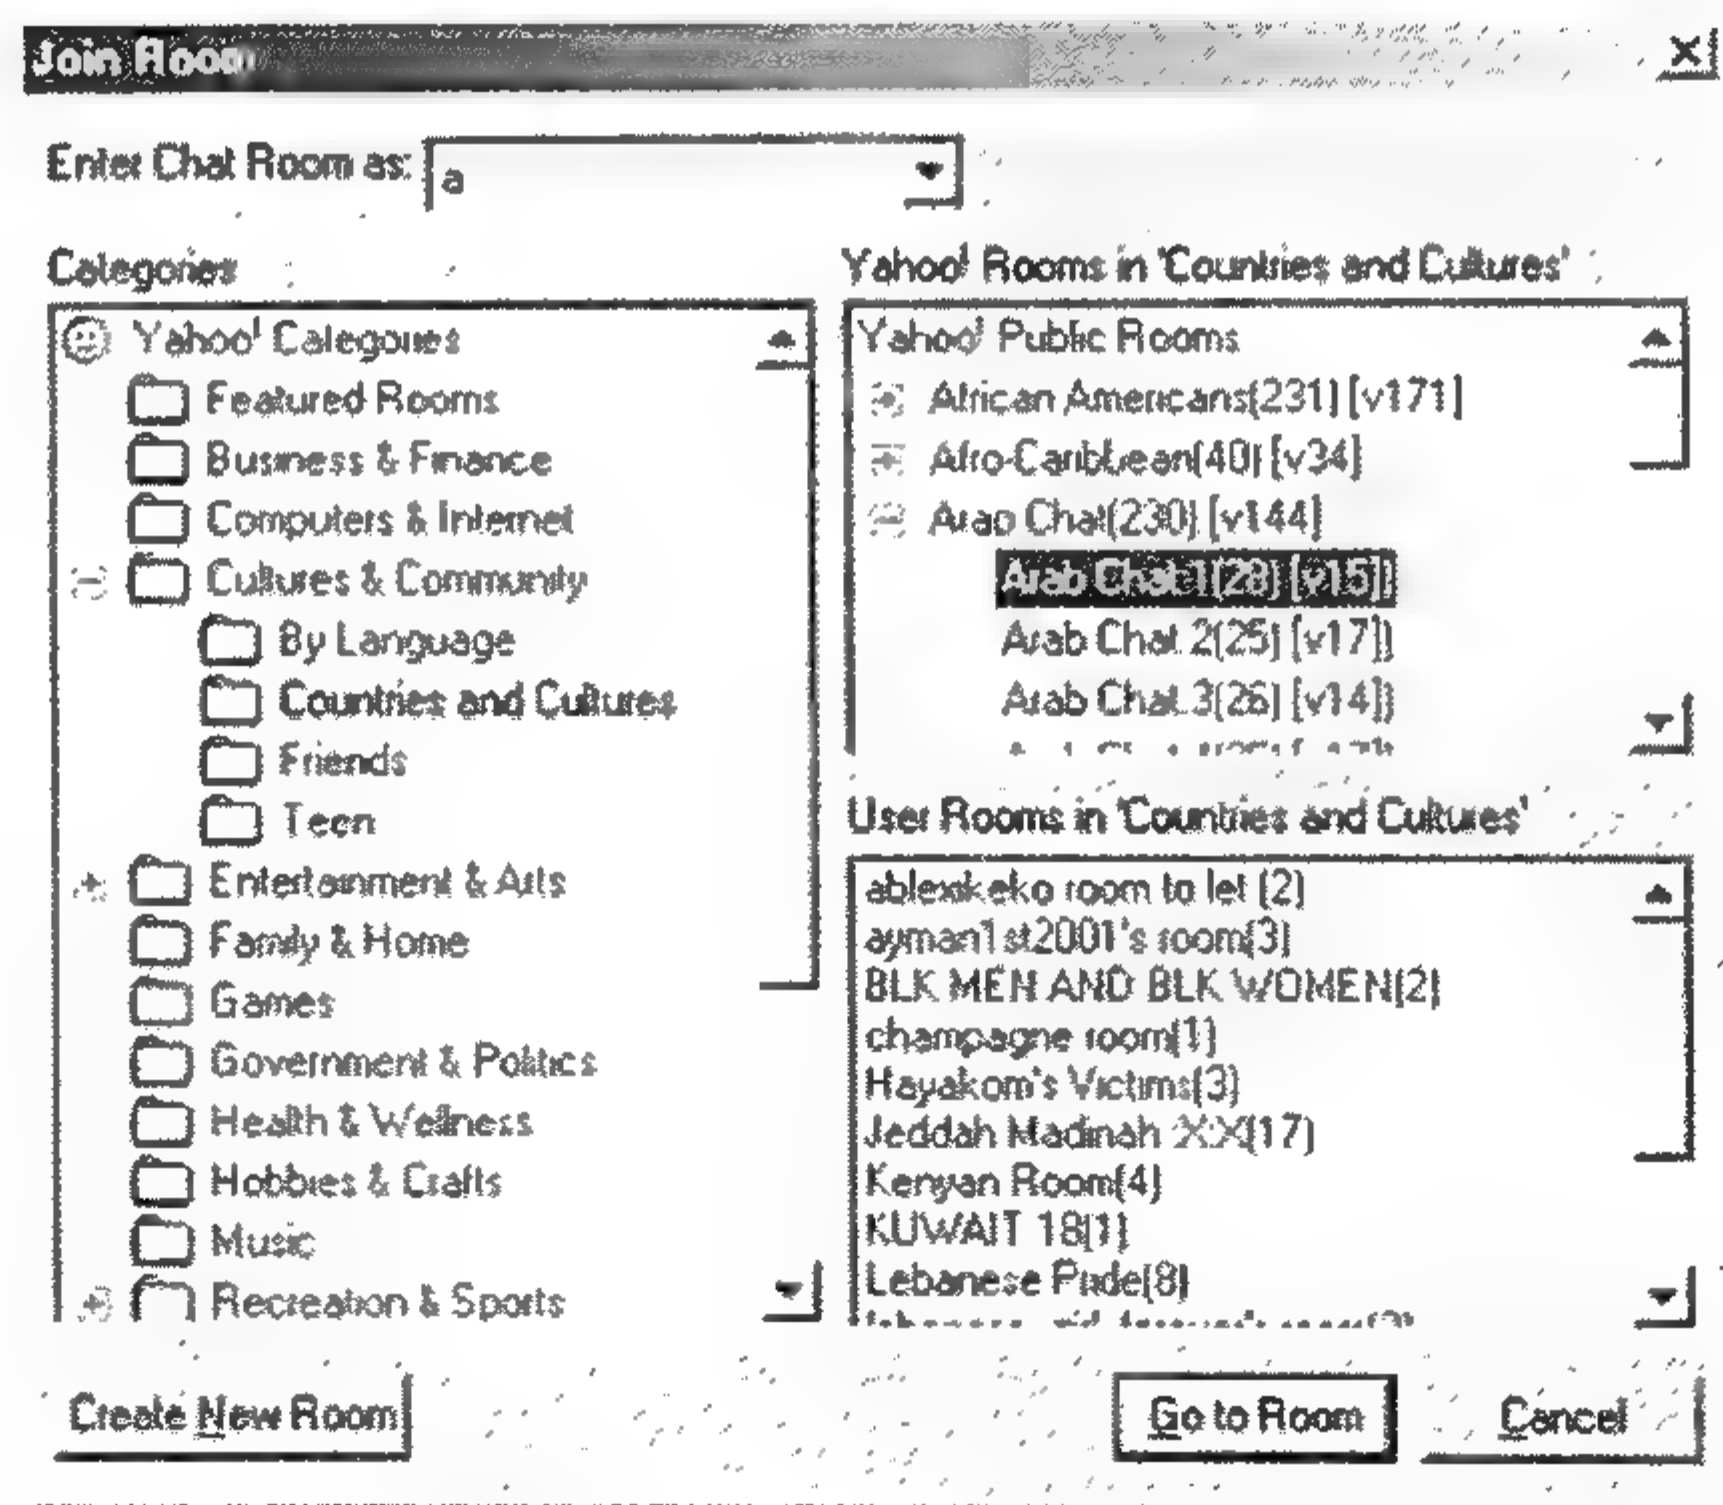 Join Room
Enter Chat Room as: a
Categories
Yahoo! Categories
Featured Rooms
Business & Finance
Computers & Internet
Cultures & Community
By Language
Countries and Cultures
Friends
Teen
Entertainment & Arts
Family & Home
Games
Government & Politics
Health & Wellness
Hobbies & Crafts
Music
Recreation & Sports
Yahoo! Rooms in 'Countries and Cultures'
Yahoo! Public Rooms
African Americans(231) [v171]
Afro-Caribbean(40) [v34]
Arab Chat(230) [v144]
Arab Chat:1(28) [v15])
Arab Chat:2(25) [v17])
Arab Chat:3(26) [v14])
User Rooms in 'Countries and Cultures'
room to let (2)
ayman1st2001's room(3)
BLK MEN AND BLK WOMEN(2)
champagne room(1)
Hayakom's Victims(3)
Jeddah Madinah XX(17)
Kenyan Room(4)
KUWAIT 18(1)
Lebanese Pride(8)
Create New Room
Go to Room
Cancel